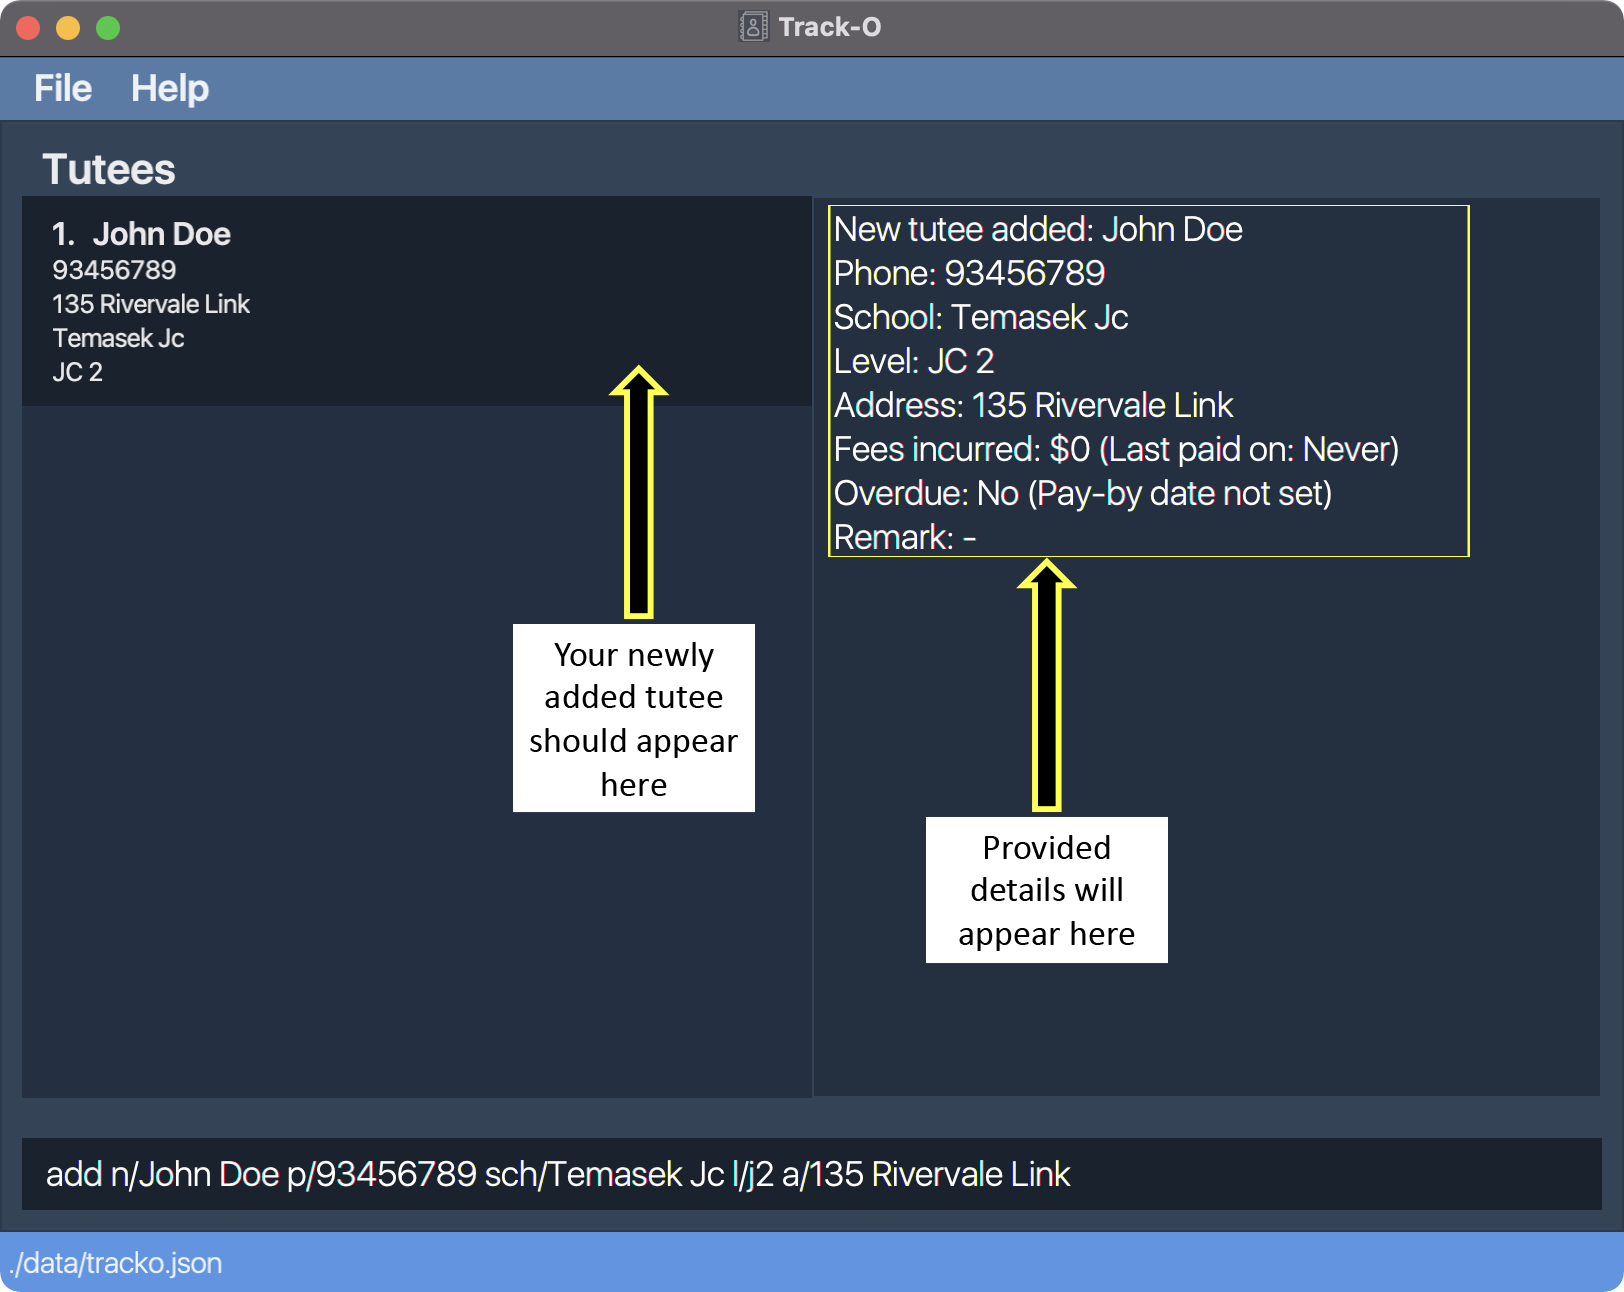 Track-O
File Help
Tutees
1. John Doe
93456789
135 Rivervale Link
Temasek Jc
JC 2
New tutee added: John Doe
Phone: 93456789
School: Temasek Jc
Level: JC 2
Address: 135 Rivervale Link
Fees incurred: $0 (Last paid on: Never)
Overdue: No (Pay-by date not set)
Remark: -
Your newly
added tutee
should appear
here
Provided
details will
appear here
add n/John Doe p/93456789 sch/Temasek Jc l/j2 a/135 Rivervale Link
./data/tracko.json